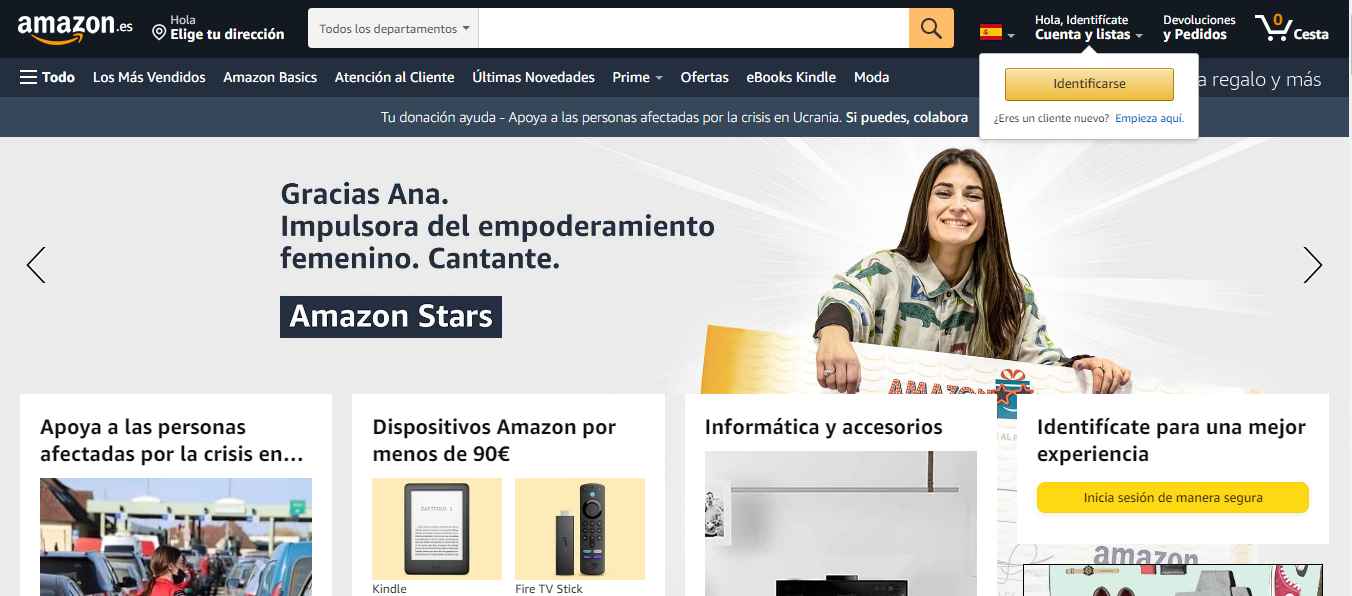 amazon.es
Hola
Elige tu dirección
Todos los departamentos
Hola, Identifícate
Cuenta y listas
Devoluciones
y Pedidos
0
Cesta
Todo
Los Más Vendidos
Amazon Basics
Atención al Cliente
Últimas Novedades
Prime
Ofertas
eBooks Kindle
Moda
a regalo y más
Identificarse
¿Eres un cliente nuevo? Empieza aquí.
Tu donación ayuda - Apoya a las personas afectadas por la crisis en Ucrania. Si puedes, colabora
Gracias Ana.
Impulsora del empoderamiento
femenino. Cantante.
Amazon Stars
AMAZON
Apoya a las personas
afectadas por la crisis en...
Dispositivos Amazon por
menos de 90€
CAPÍTULO 1
Kindle
Fire TV Stick
Informática y accesorios
Identifícate para una mejor
experiencia
Inicia sesión de manera segura
amazon